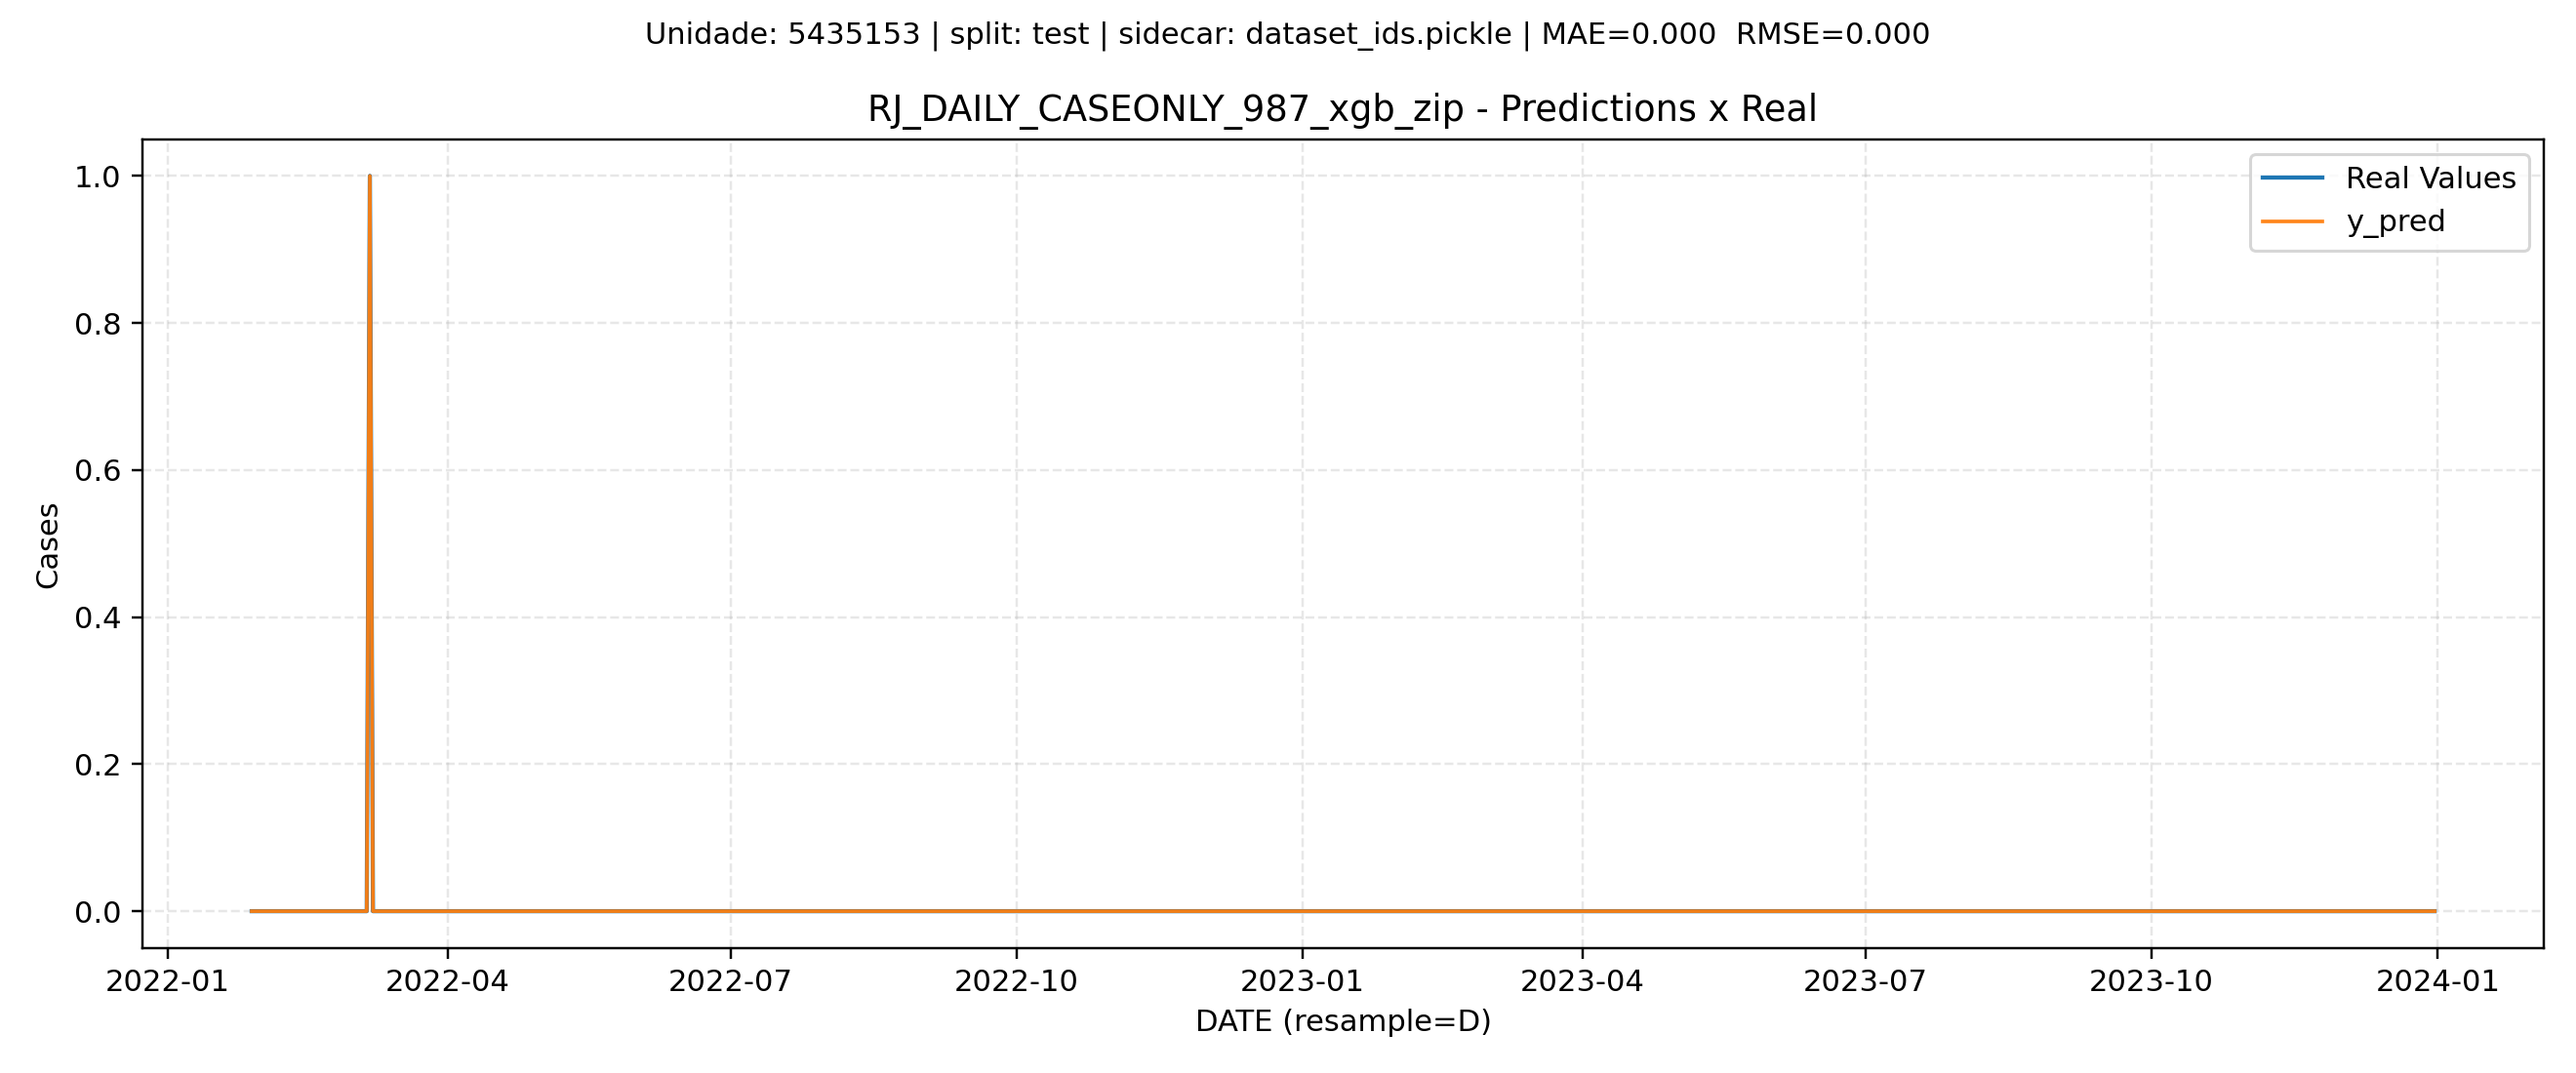 Unidade: 5435153 | split: test | sidecar: dataset_ids.pickle | MAE=0.000  RMSE=0.000
RJ_DAILY_CASEONLY_987_xgb_zip - Predictions x Real
Real Values
y_pred
Cases
1.0
0.8
0.6
0.4
0.2
0.0
2022-01 2022-04 2022-07 2022-10 2023-01 2023-04 2023-07 2023-10 2024-01
DATE (resample=D)